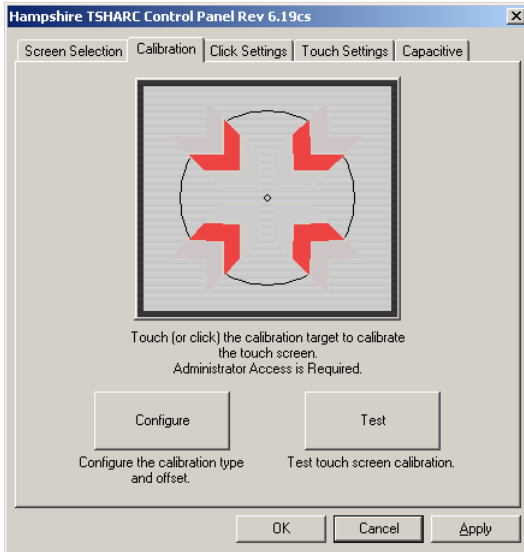 Hampshire TSHARC Control Panel Rev 6.19cs
Screen Selection Calibration Click Settings Touch Settings Capacitive
Touch (or click) the calibration target to calibrate
the touch screen.
Administrator Access is Required.
Configure Test
Configure the calibration type Test touch screen calibration.
and offset.
OK Cancel Apply